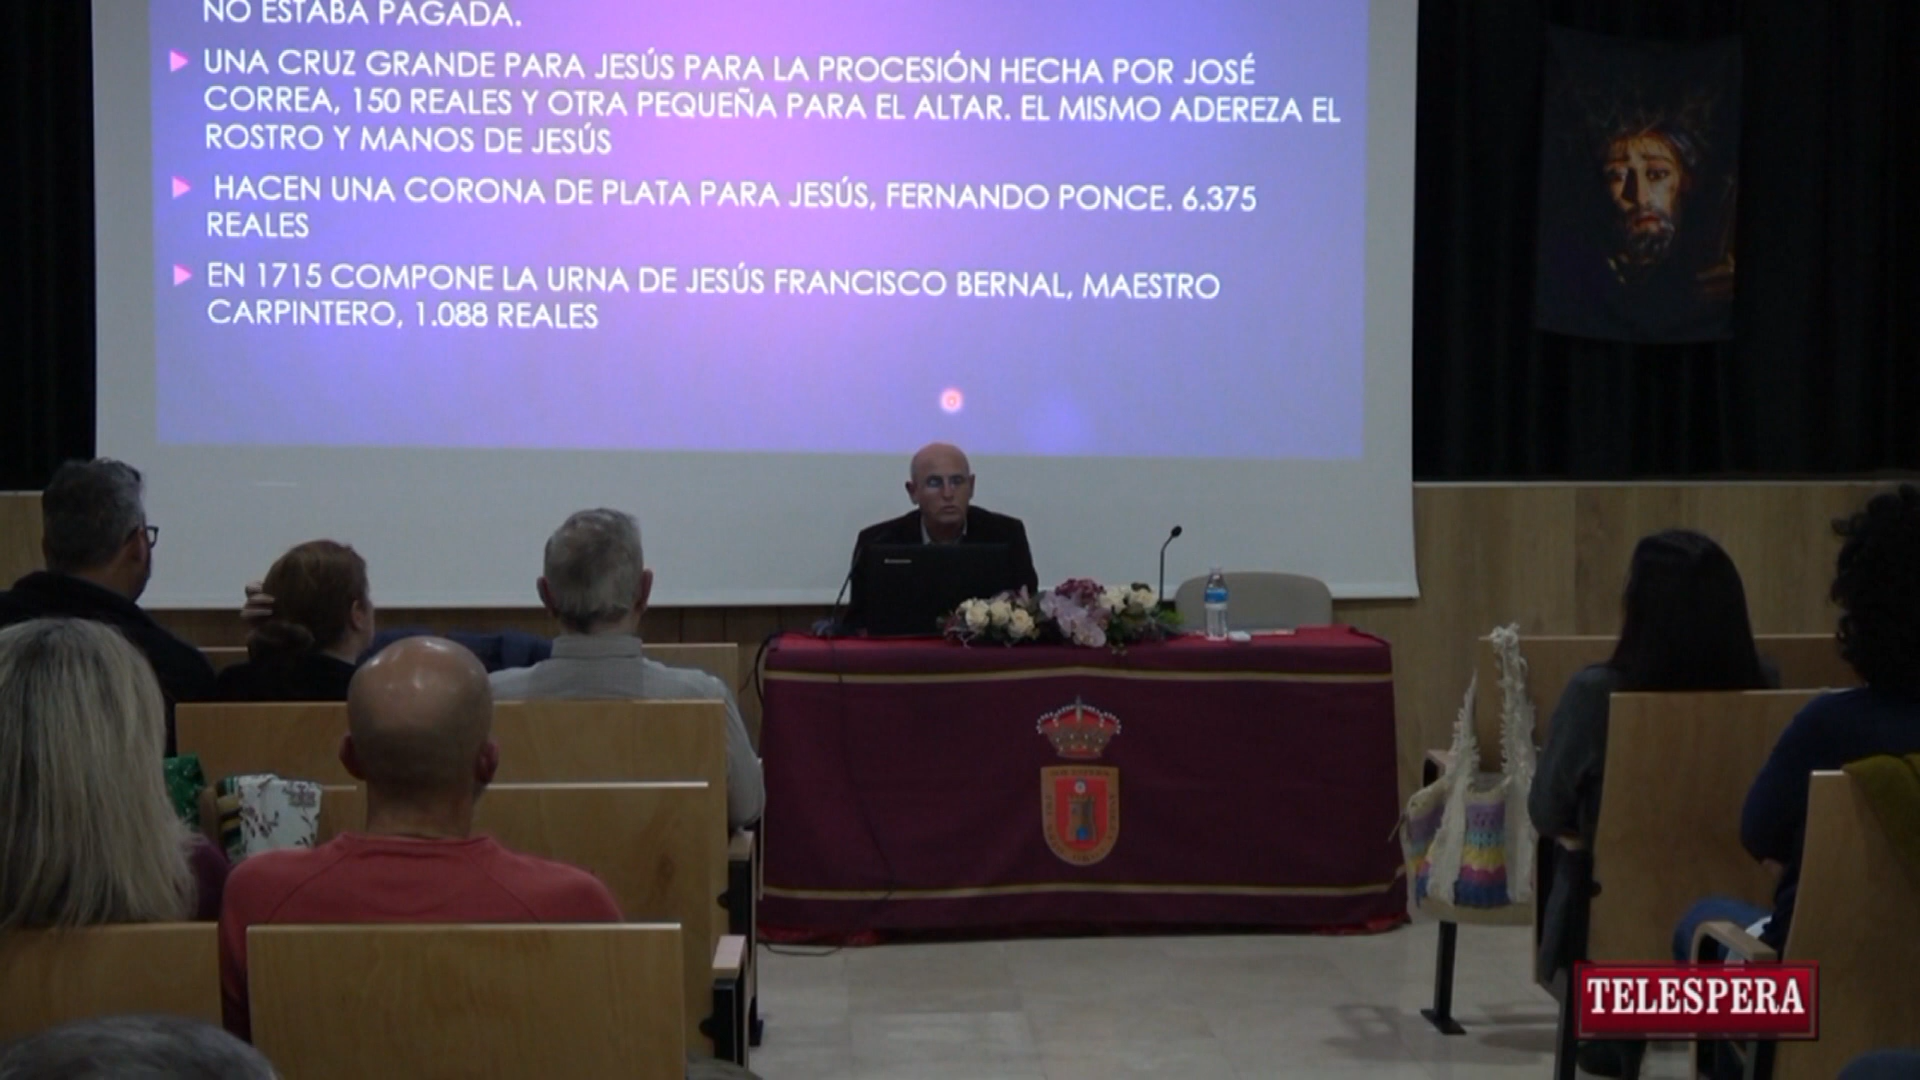 NO ESTABA PAGADA.
UNA CRUZ GRANDE PARA JESÚS PARA LA PROCESIÓN HECHA POR JOSÉ
CORREA, 150 REALES Y OTRA PEQUEÑA PARA EL ALTAR. EL MISMO ADEREZA EL
ROSTRO Y MANOS DE JESÚS
HACEN UNA CORONA DE PLATA PARA JESÚS, FERNANDO PONCE. 6.375
REALES
EN 1715 COMPONE LA URNA DE JESÚS FRANCISCO BERNAL, MAESTRO
CARPINTERO, 1.088 REALES
TELESPERA